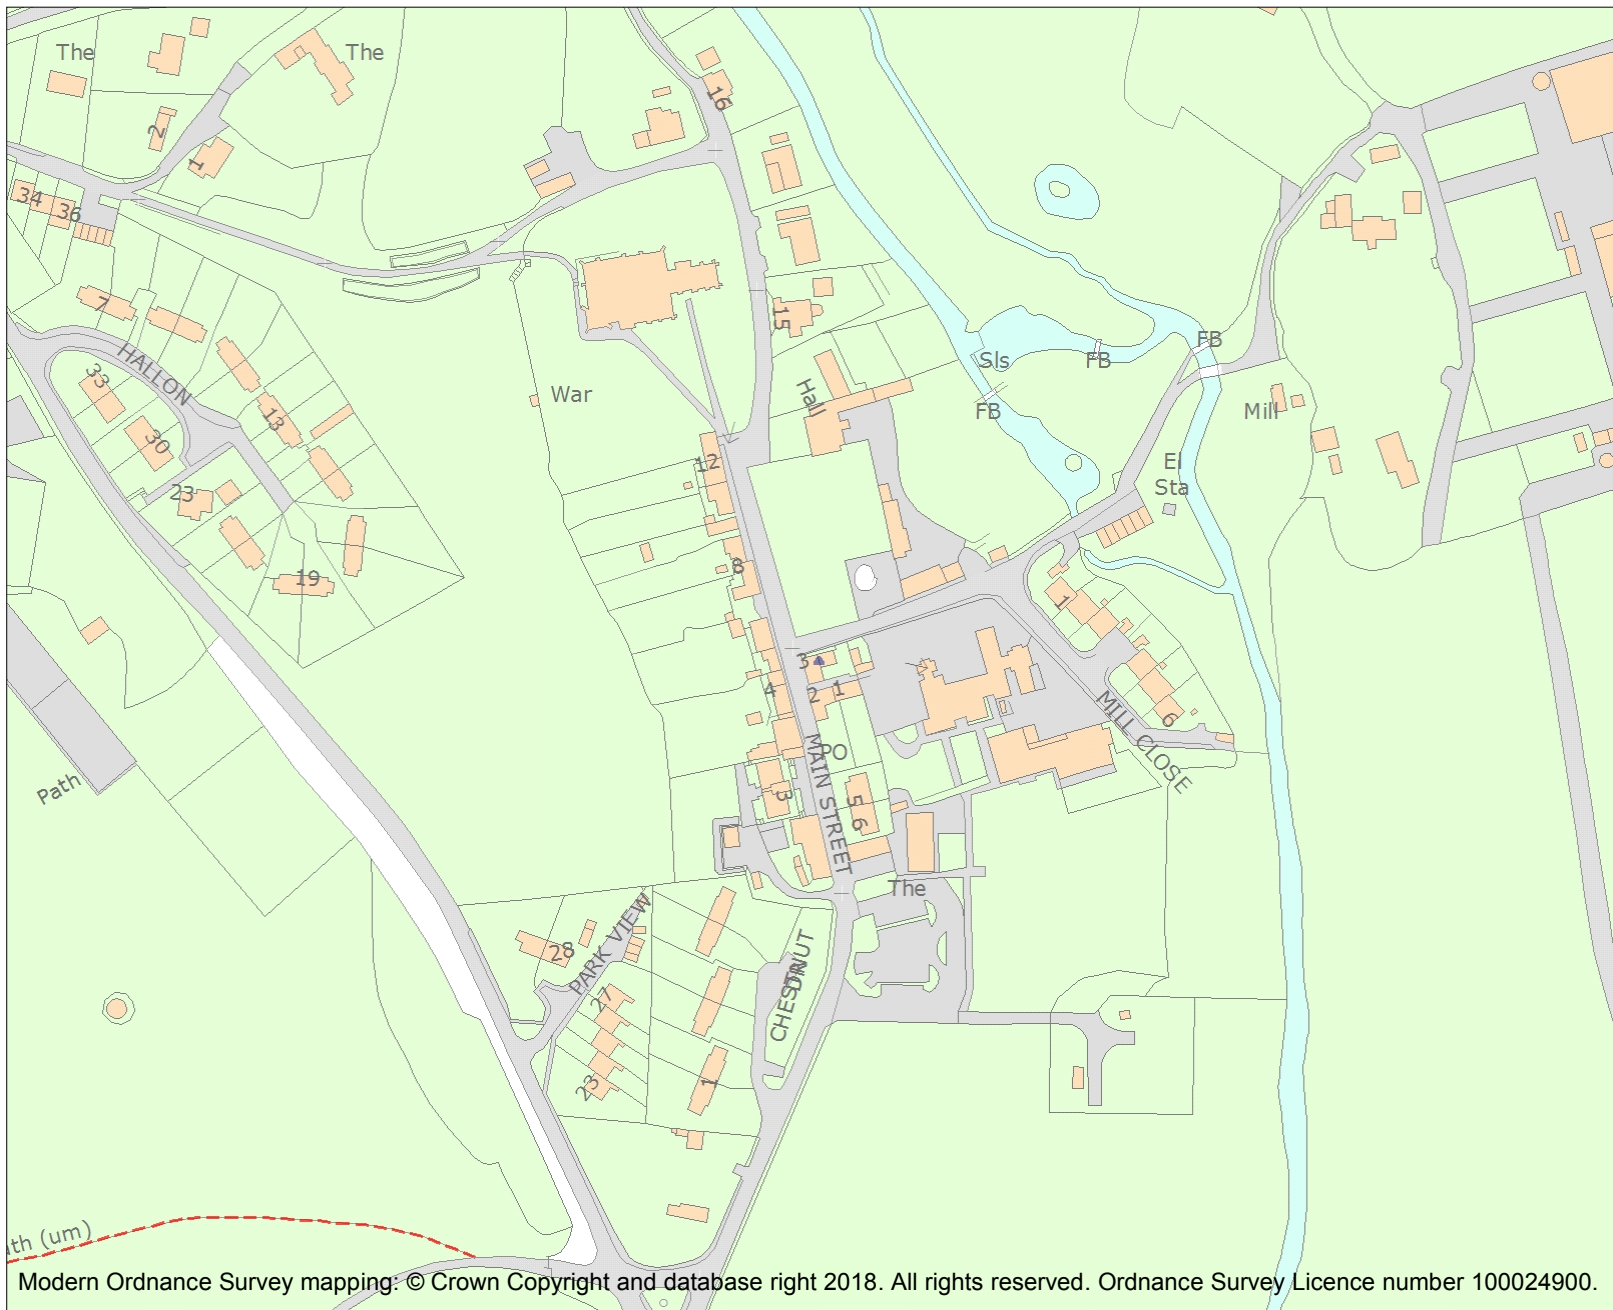 The
The
16
2
1
34
36
7
HALLON
33
13
30
23
19
15
Hall
War
Sls
FB
FB
FB
Mill
El
Sta
12
8
3
4
2
1
1
6
MILL CLOSE
PO
MAIN STREET
3
5
6
Path
The
28
PARK VIEW
27
23
CHESTNUT
DR
1
ath (um)
Modern Ordnance Survey mapping: © Crown Copyright and database right 2018. All rights reserved. Ordnance Survey Licence number 100024900.